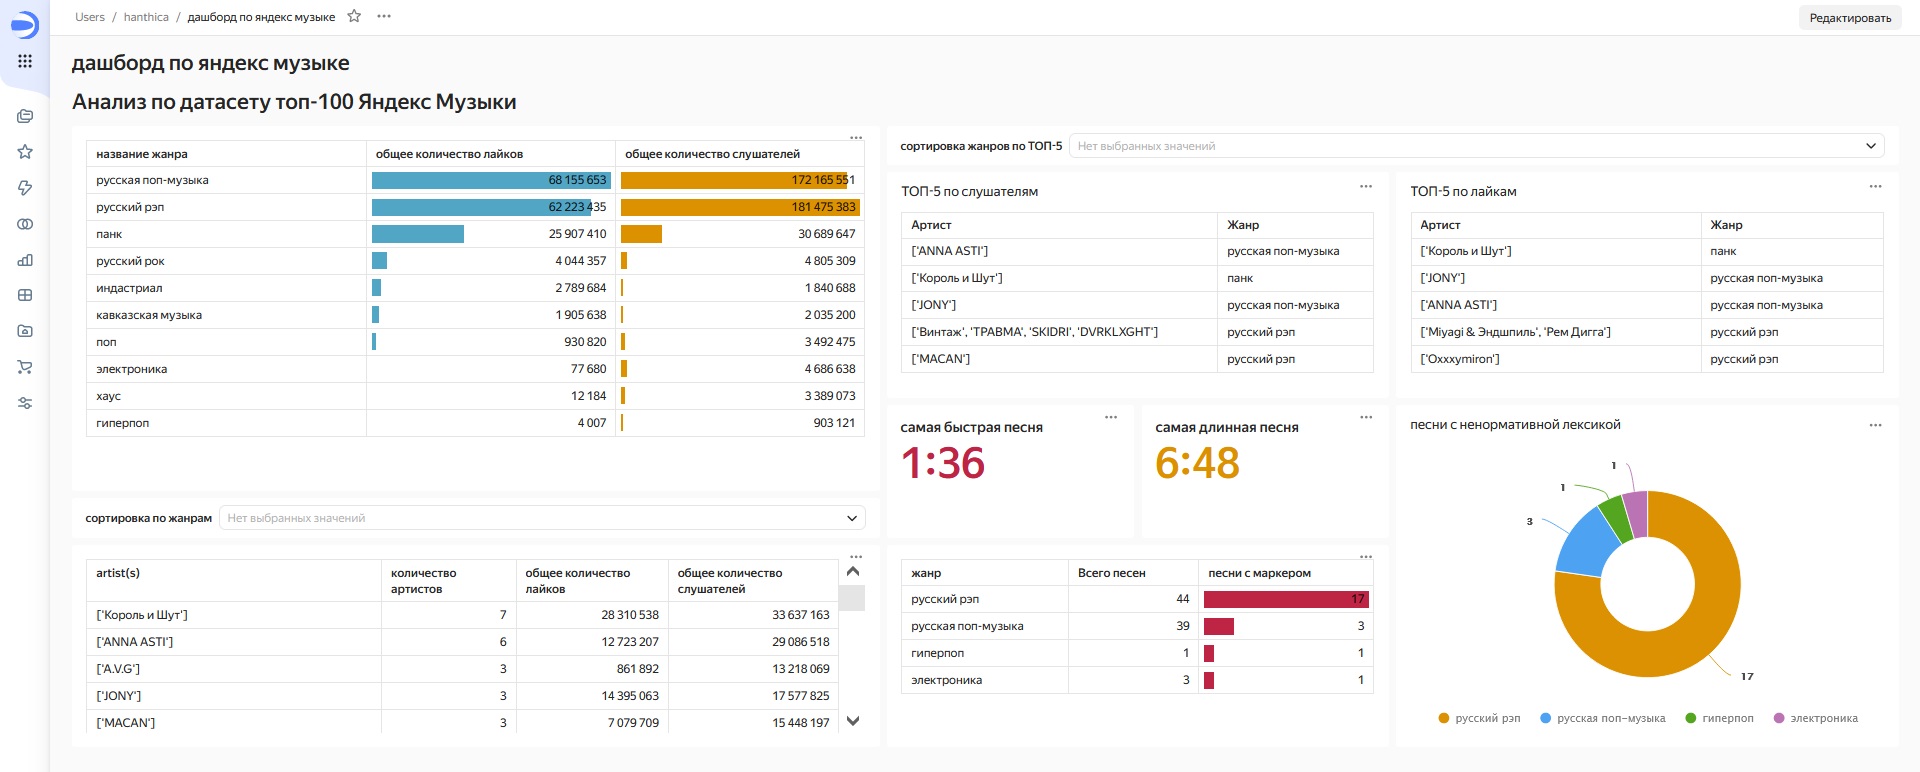 Users / hanthica / дашборд по яндекс музыке
Редактировать
дашборд по яндекс музыке
Анализ по датасету топ-100 Яндекс Музыки
название жанра общее количество лайков общее количество слушателей
русская поп-музыка 68 155 653 172 165 551
русский рэп 62 223 435 181 475 383
панк 25 907 410 30 689 647
русский рок 4 044 357 4 805 309
индастриал 2 789 684 1 840 688
кавказская музыка 1 905 638 2 035 200
поп 930 820 3 492 475
электроника 77 680 4 686 638
хаус 12 184 3 389 073
гиперпоп 4 007 903 121
сортировка по жанрам Нет выбранных значений
artist(s) количество артистов общее количество лайков общее количество слушателей
['Король и Шут'] 7 28 310 538 33 637 163
['ANNA ASTI'] 6 12 723 207 29 086 518
['A.V.G'] 3 861 892 13 218 069
['JONY'] 3 14 395 063 17 577 825
['MACAN'] 3 7 079 709 15 448 197
сортировка жанров по ТОП-5 Нет выбранных значений
ТОП-5 по слушателям
Артист Жанр
['ANNA ASTI'] русская поп-музыка
['Король и Шут'] панк
['JONY'] русская поп-музыка
['Винтаж', 'ТРАВМА', 'SKIDRI', 'DVRKLXGHT'] русский рэп
['MACAN'] русский рэп
ТОП-5 по лайкам
Артист Жанр
['Король и Шут'] панк
['JONY'] русская поп-музыка
['ANNA ASTI'] русская поп-музыка
['Miyagi & Эндшпиль', 'Рем Дигга'] русский рэп
['Oxxxymiron'] русский рэп
самая быстрая песня
1:36
самая длинная песня
6:48
жанр Всего песен песни с маркером
русский рэп 44 17
русская поп-музыка 39 3
гиперпоп 1 1
электроника 3 1
песни с ненормативной лексикой
1
1
3
17
русский рэп русская поп-музыка гиперпоп электроника